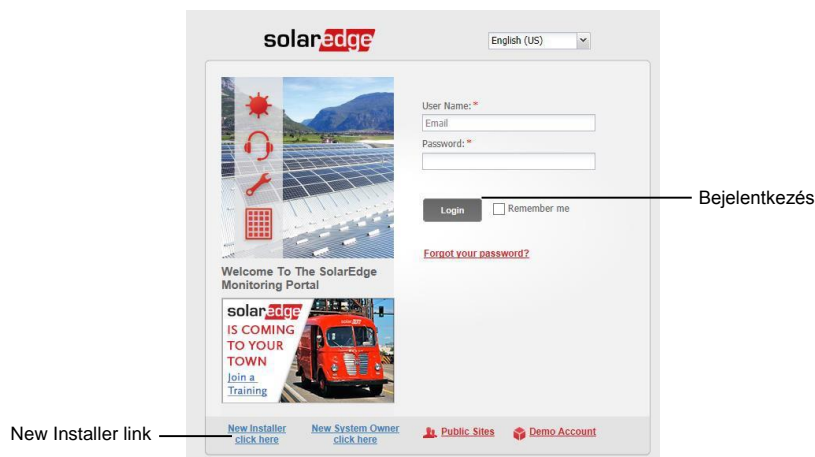 solaredge
English (US)
User Name: *
Email
Password: *
Login
Remember me
Bejelentkezés
Forgot your password?
Welcome To The SolarEdge
Monitoring Portal
solaredge
IS COMING
TO YOUR
TOWN
Join a
Training
New Installer link
New Installer
click here
New System Owner
click here
Public Sites
Demo Account